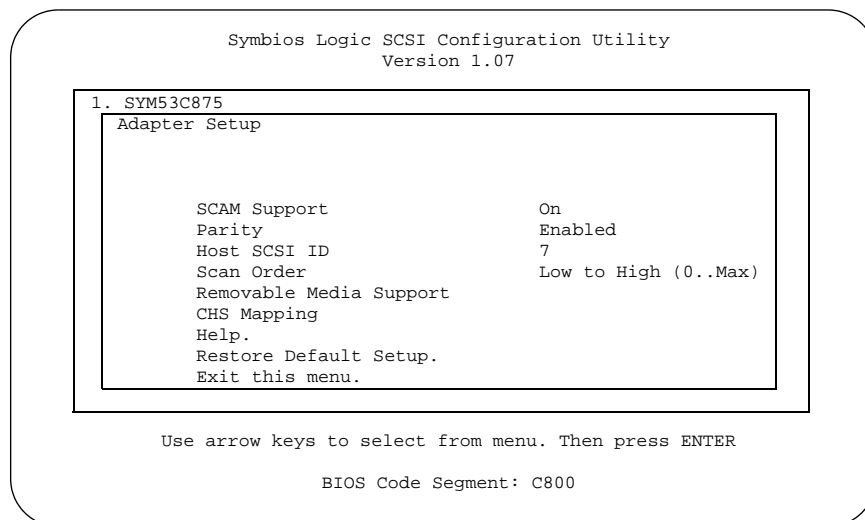 Symbios Logic SCSI Configuration Utility
Version 1.07
1. SYM53C875
Adapter Setup
SCAM Support On
Parity Enabled
Host SCSI ID 7
Scan Order Low to High (0..Max)
Removable Media Support
CHS Mapping
Help.
Restore Default Setup.
Exit this menu.
Use arrow keys to select from menu. Then press ENTER
BIOS Code Segment: C800